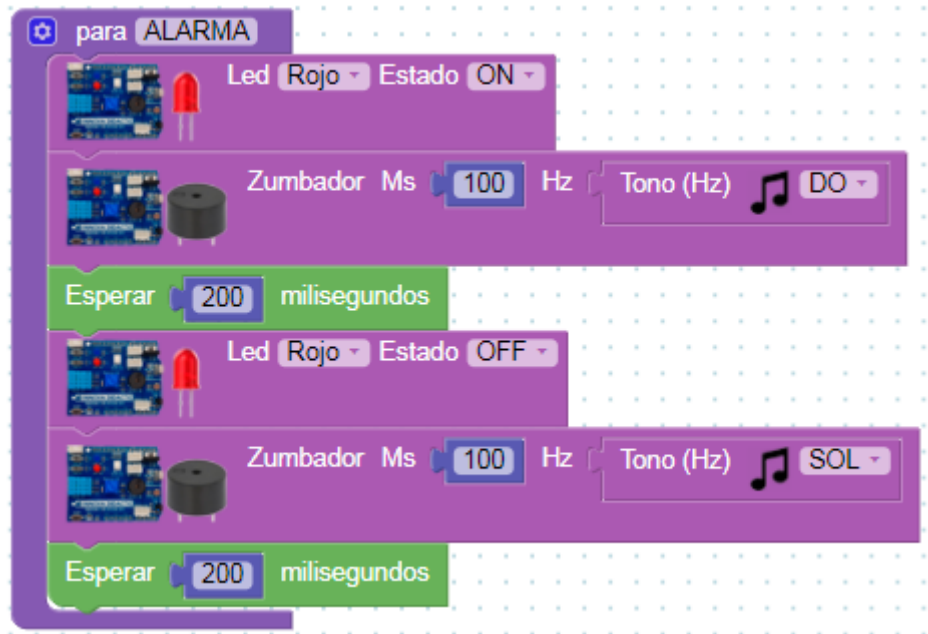 para ALARMA
Led Rojo Estado ON
Zumbador Ms 100 Hz Tono (Hz) DO
Esperar 200 milisegundos
Led Rojo Estado OFF
Zumbador Ms 100 Hz Tono (Hz) SOL
Esperar 200 milisegundos